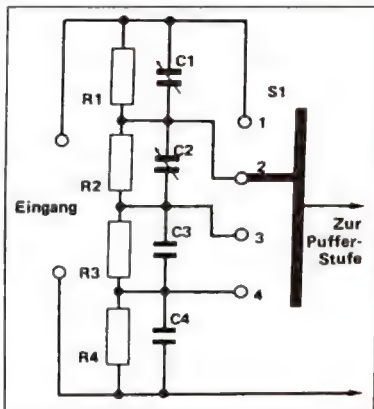 C1
S1
R1
1
C2
2
R2
Eingang
C3
3
Zur
Puffer-
Stufe
R3
4
C4
R4